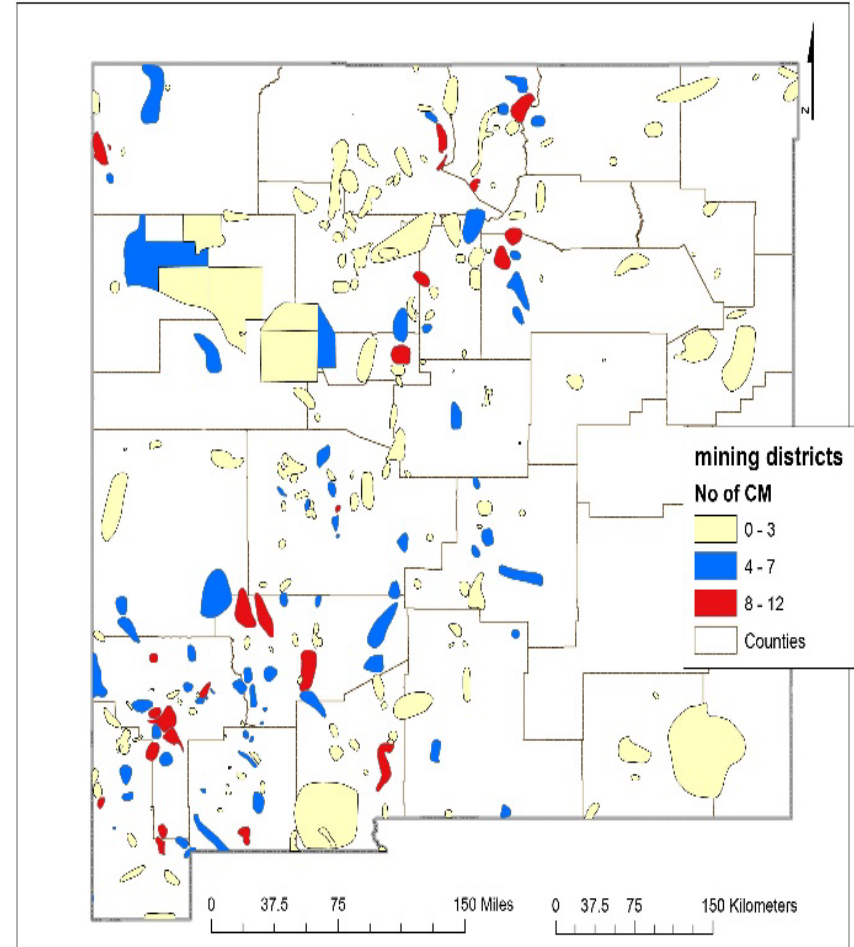 N
mining districts
No of CM
0 - 3
4 - 7
8 - 12
Counties
0 37.5 75 150 Miles
0 37.5 75 150 Kilometers